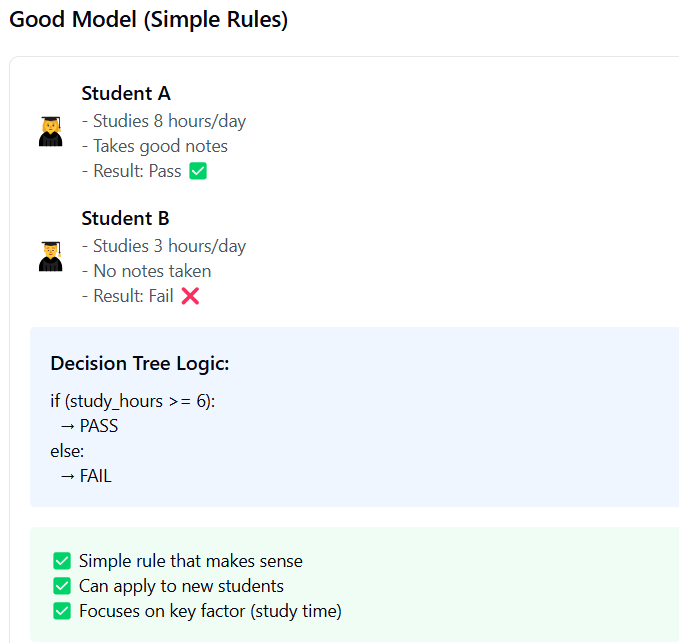 Good Model (Simple Rules)
Student A
- Studies 8 hours/day
- Takes good notes
- Result: Pass ✅
Student B
- Studies 3 hours/day
- No notes taken
- Result: Fail ❌
Decision Tree Logic:
if (study_hours >= 6):
→ PASS
else:
→ FAIL
✅ Simple rule that makes sense
✅ Can apply to new students
✅ Focuses on key factor (study time)